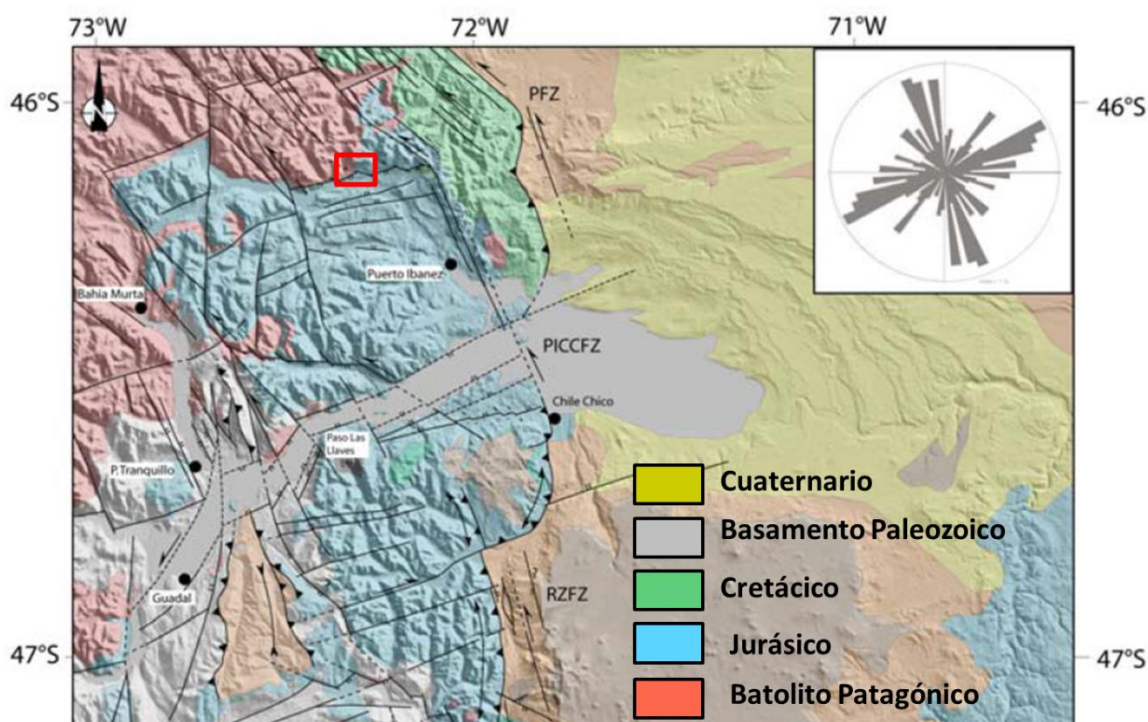 73°W
72°W
71°W
46°S
46°S
PFZ
Puerto Ibanez
Bahia Murta
PICCFZ
Chile Chico
Paso Las
Llaves
P.Tranquillo
Cuaternario
Basamento Paleozoico
Guadal
RZFZ
Cretácico
Jurásico
47°S
47°S
Batolito Patagónico